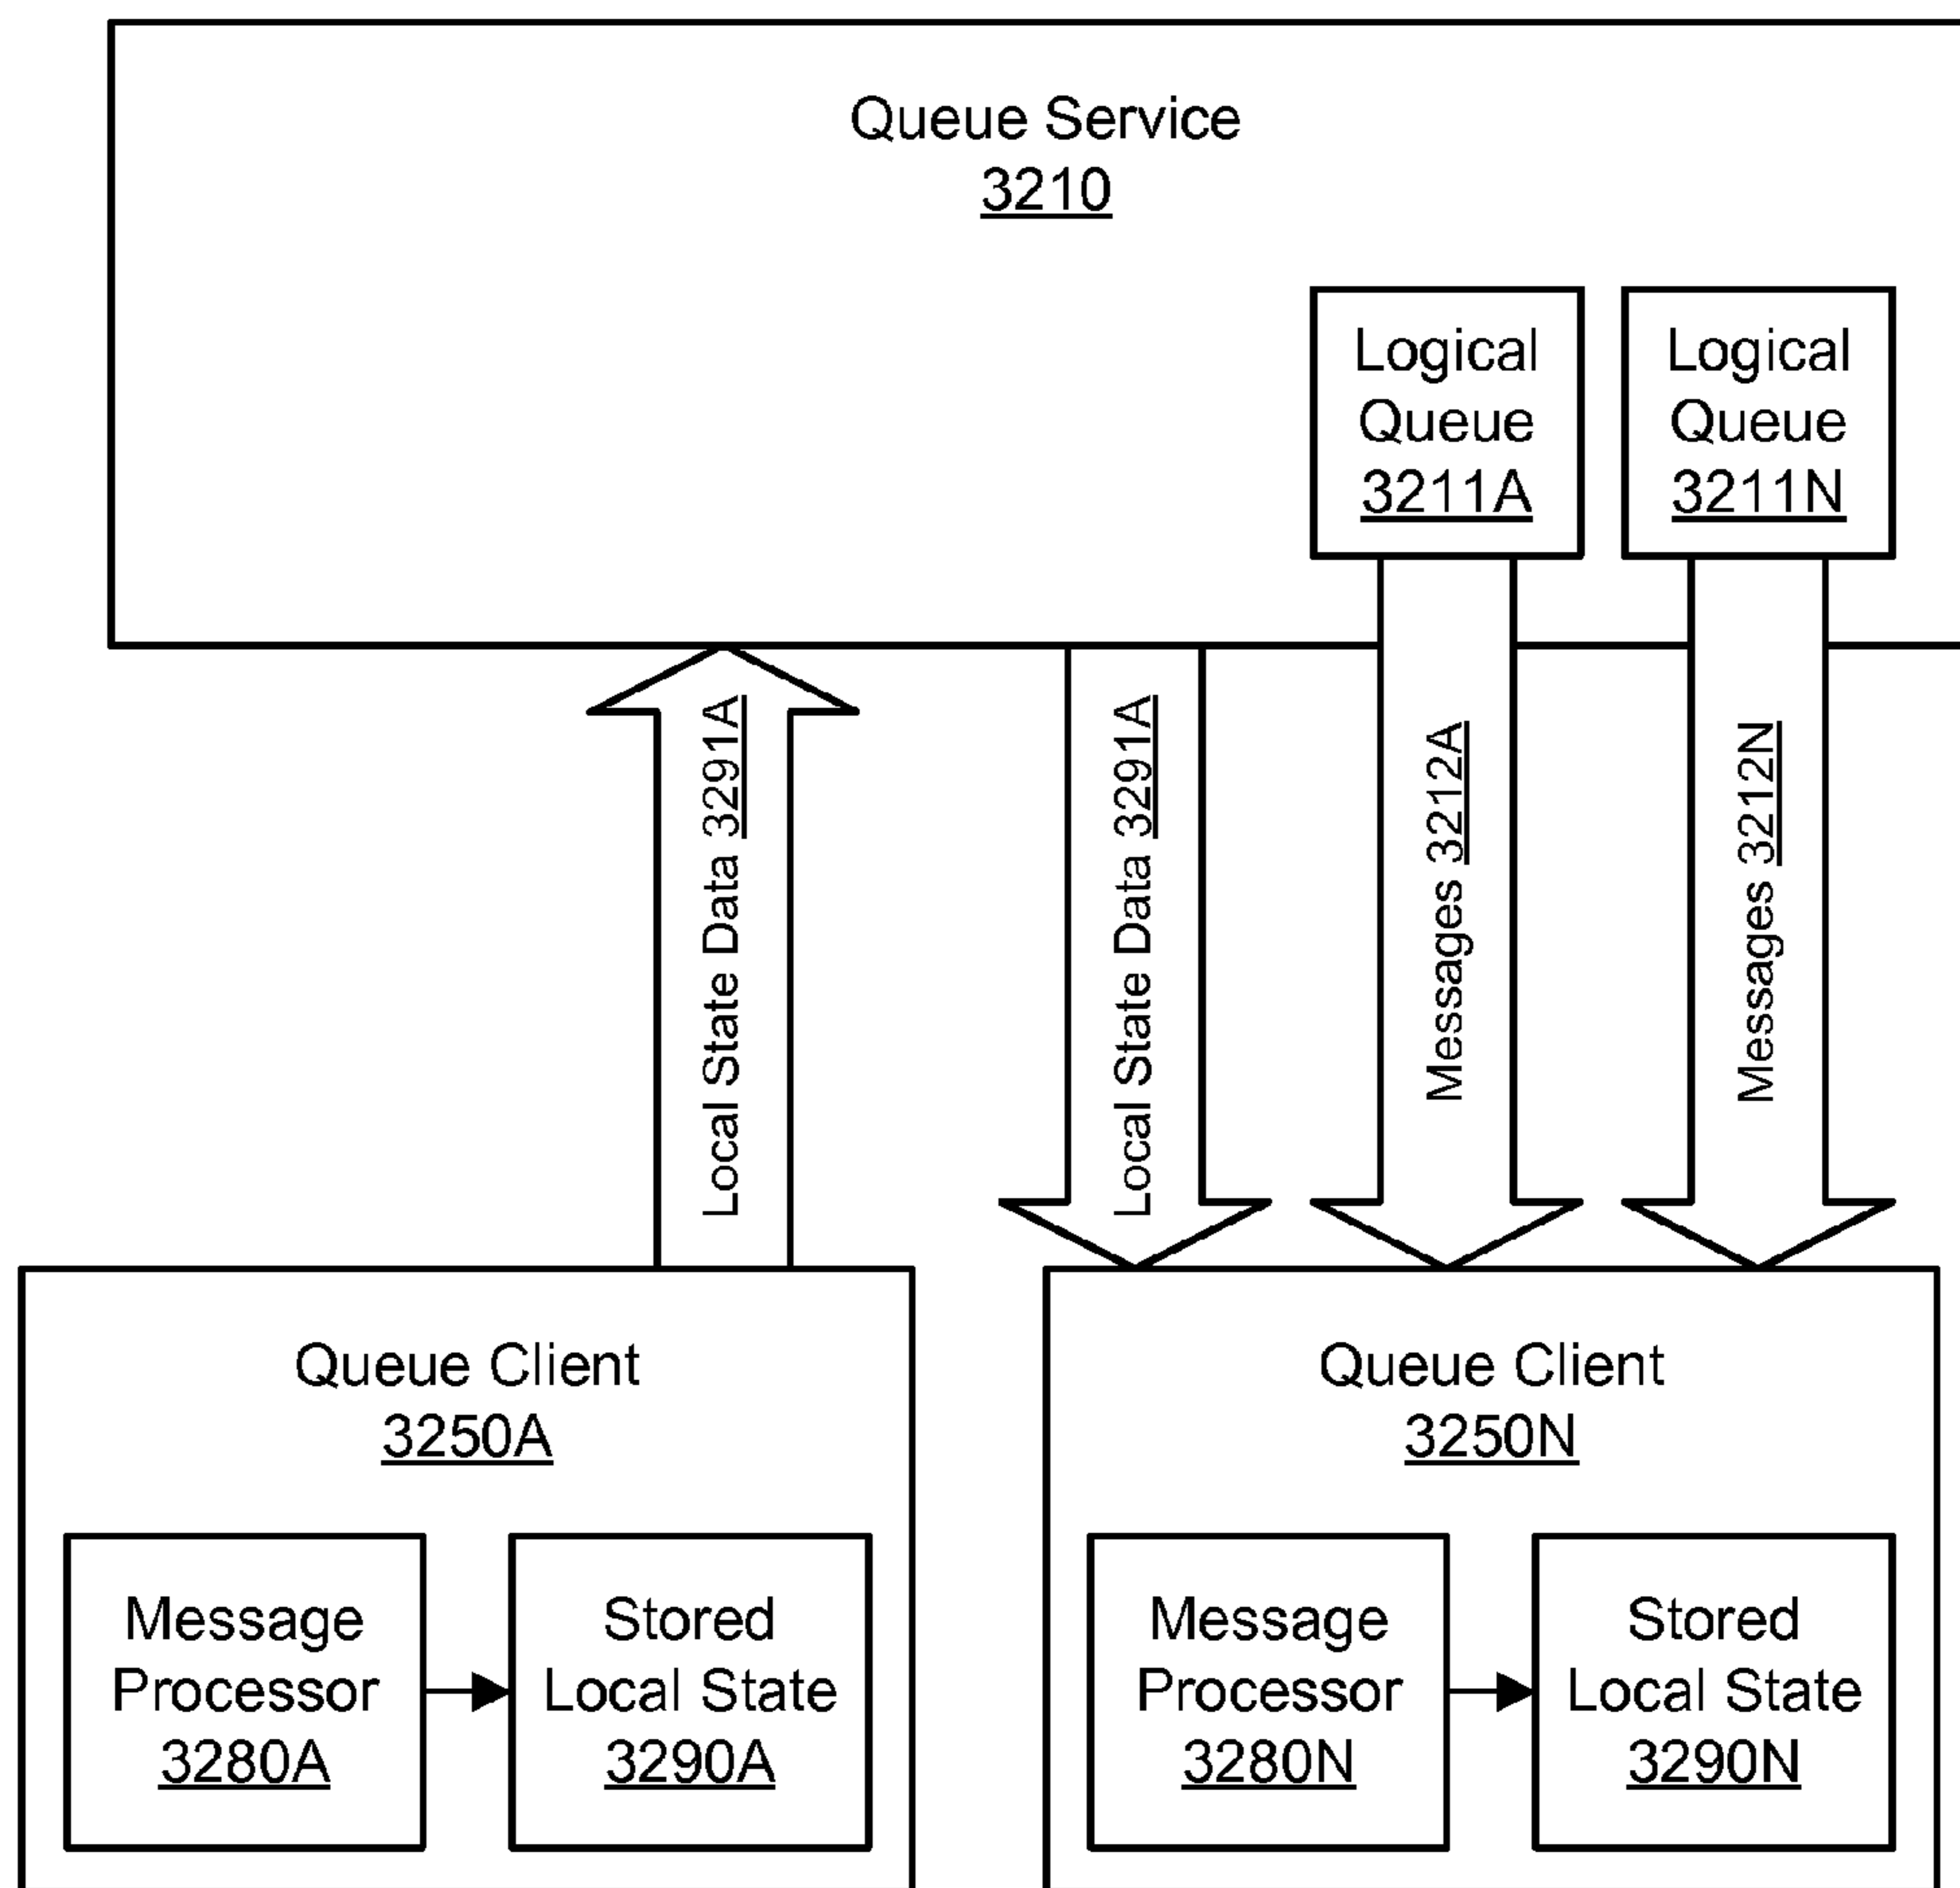 Queue Service
3210
Logical
Queue
3211A
Logical
Queue
3211N
Local State Data 3291A
Local State Data 3291A
Messages 3212A
Messages 3212N
Queue Client
3250A
Message
Processor
3280A
Stored
Local State
3290A
Queue Client
3250N
Message
Processor
3280N
Stored
Local State
3290N